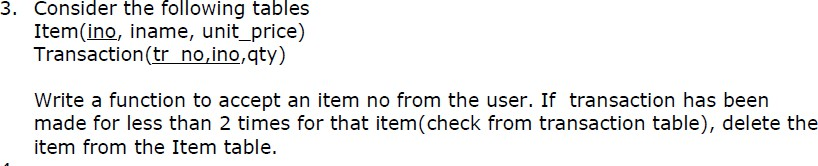 3. Consider the following tables
Item(ino, iname, unit_price)
Transaction(tr_no,ino,qty)
Write a function to accept an item no from the user. If transaction has been
made for less than 2 times for that item(check from transaction table), delete the
item from the Item table.